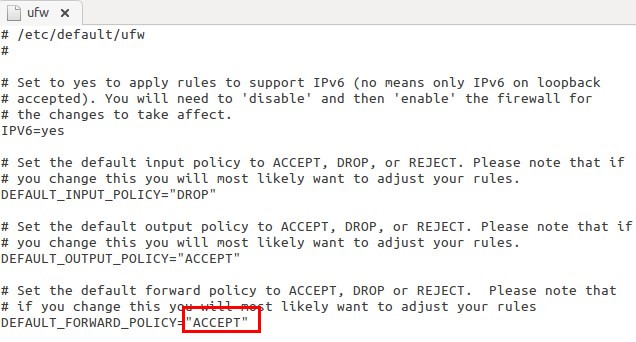 ufw
# /etc/default/ufw
#
# Set to yes to apply rules to support IPv6 (no means only IPv6 on loopback
# accepted). You will need to 'disable' and then 'enable' the firewall for
# the changes to take affect.
IPV6=yes
# Set the default input policy to ACCEPT, DROP, or REJECT. Please note that if
# you change this you will most likely want to adjust your rules.
DEFAULT_INPUT_POLICY="DROP"
# Set the default output policy to ACCEPT, DROP, or REJECT. Please note that if
# you change this you will most likely want to adjust your rules.
DEFAULT_OUTPUT_POLICY="ACCEPT"
# Set the default forward policy to ACCEPT, DROP or REJECT.  Please note that
# if you change this you will most likely want to adjust your rules
DEFAULT_FORWARD_POLICY="ACCEPT"